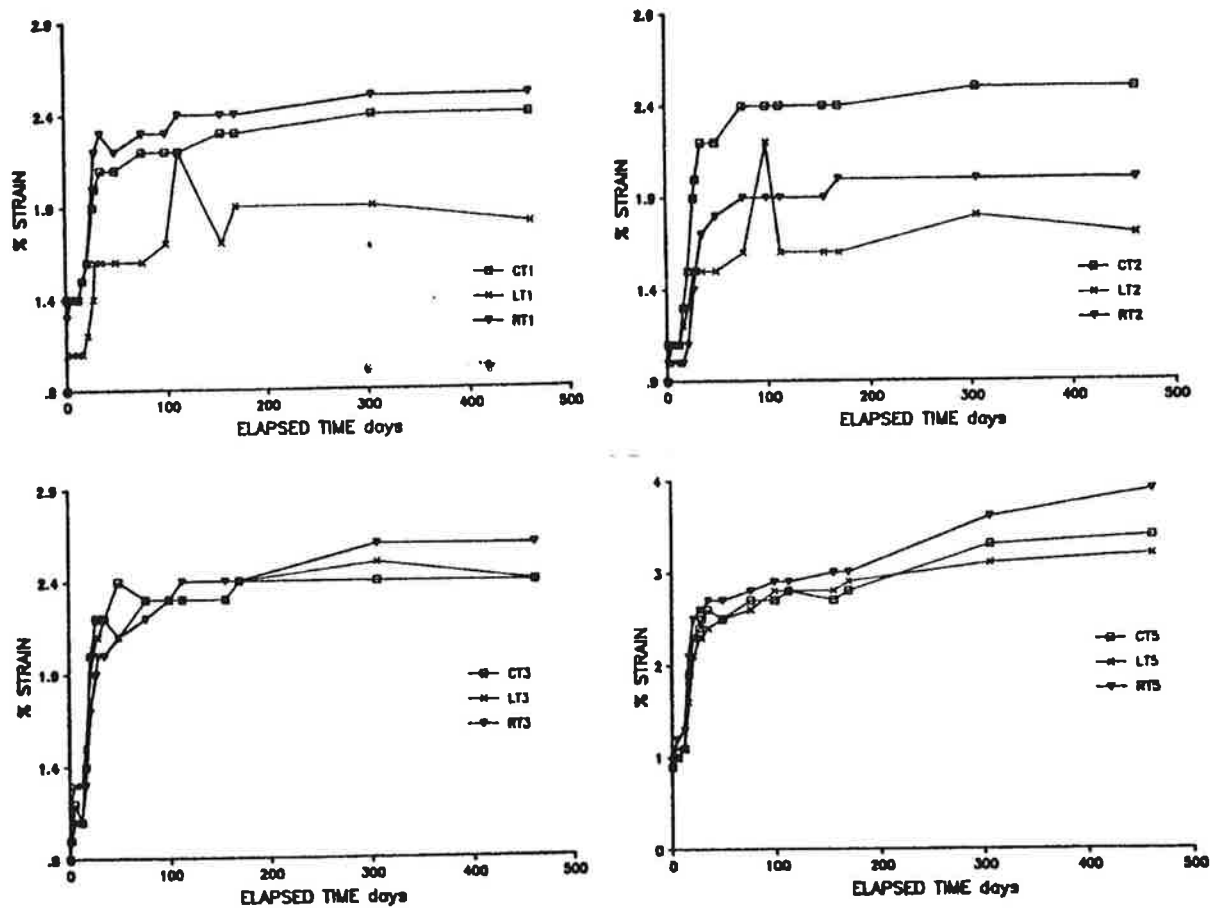 2.9
2.4
1.9
1.4
.9
% STRAIN
0 100 200 300 400 500
ELAPSED TIME days
CT1
LT1
RT1
2.9
2.4
1.9
1.4
.9
% STRAIN
0 100 200 300 400 500
ELAPSED TIME days
CT2
LT2
RT2
2.9
2.4
1.9
1.4
.9
% STRAIN
0 100 200 300 400 500
ELAPSED TIME days
CT3
LT3
RT3
4
3
2
1
0
% STRAIN
0 100 200 300 400 500
ELAPSED TIME days
CT5
LT5
RT5